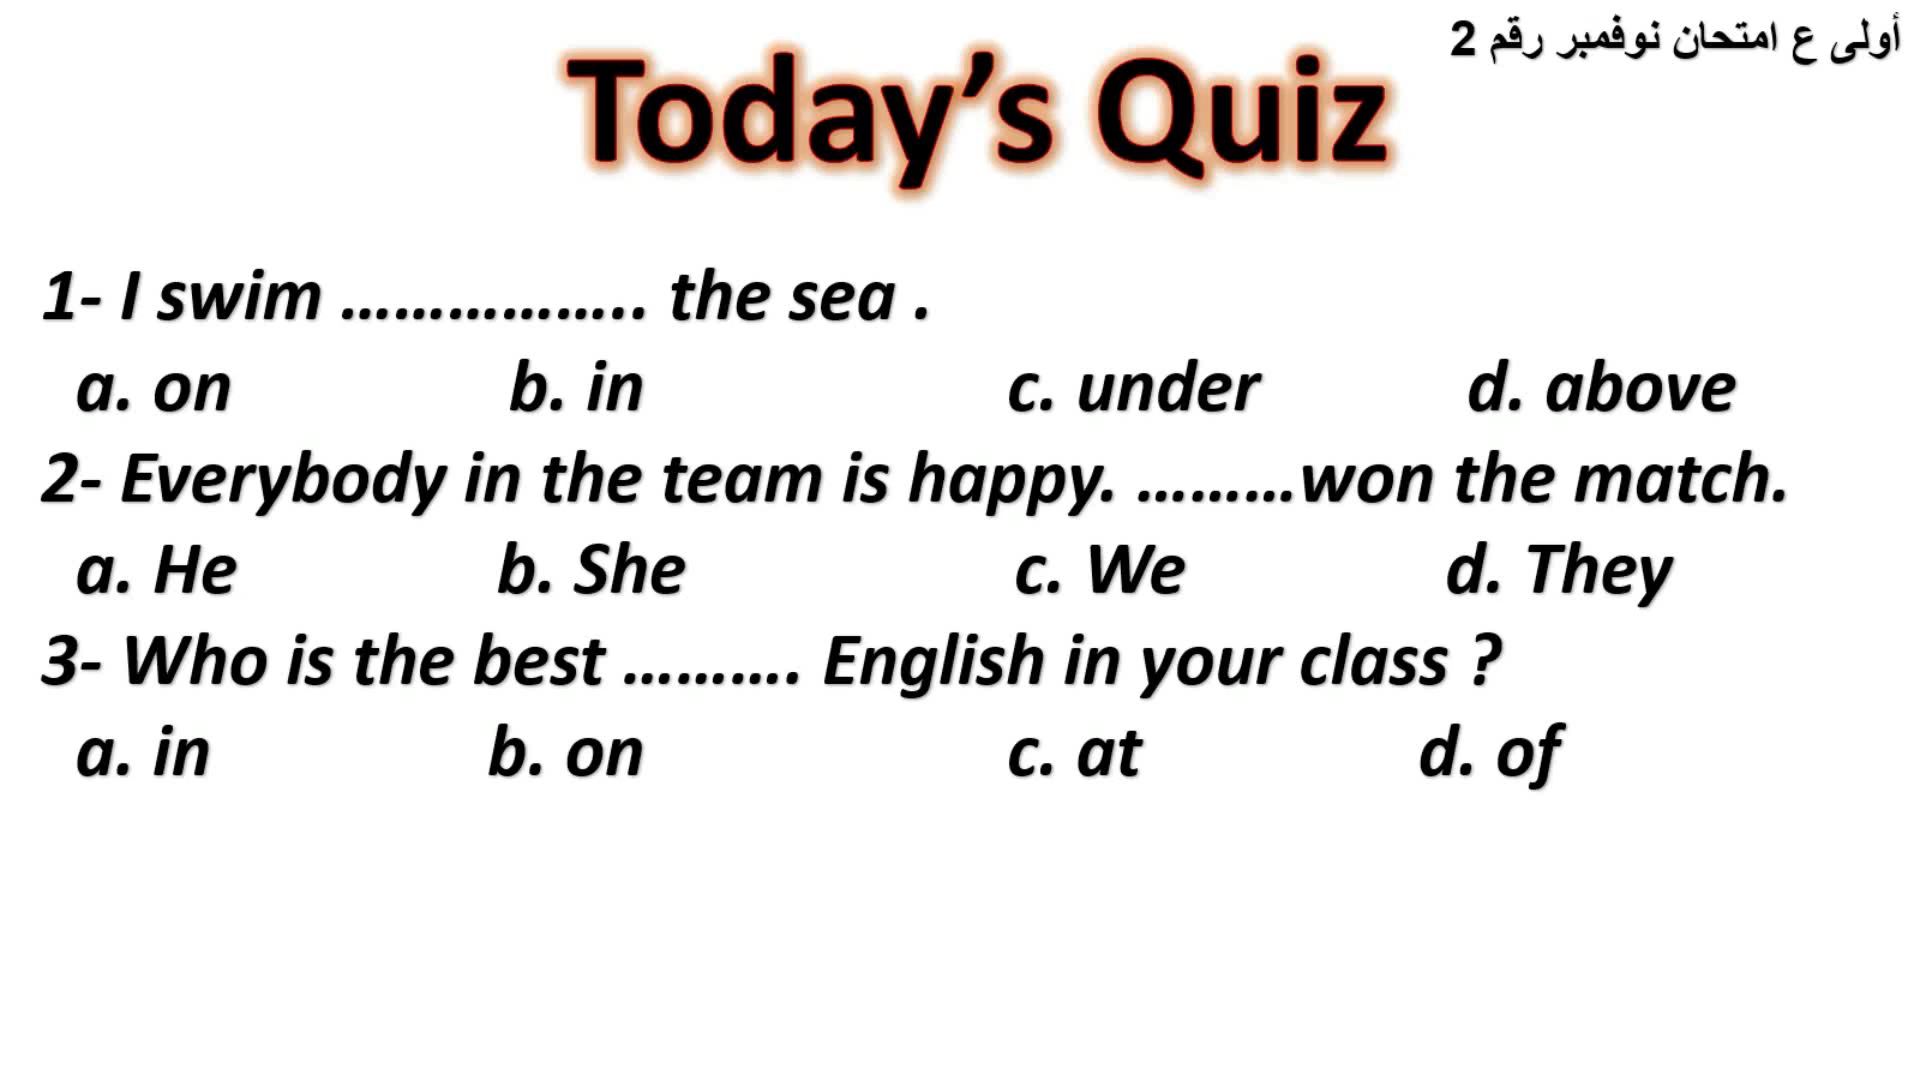 أولى ع امتحان نوفمبر رقم 2
Today’s Quiz
1- I swim …………….. the sea .
a. on b. in c. under d. above
2- Everybody in the team is happy. ………won the match.
a. He b. She c. We d. They
3- Who is the best ………. English in your class ?
a. in b. on c. at d. of